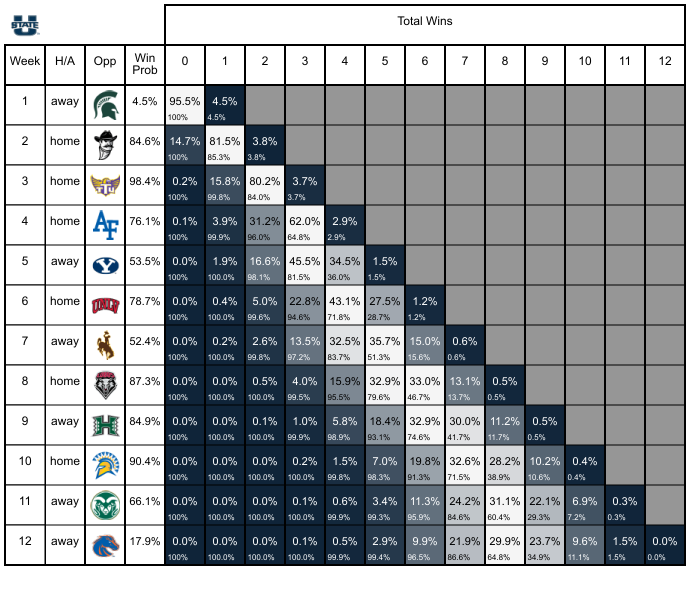 U STATE
Total Wins
Week H/A Opp Win Prob 0 1 2 3 4 5 6 7 8 9 10 11 12
1 away 4.5% 95.5% 4.5%
100% 4.5%
2 home 84.6% 14.7% 81.5% 3.8%
100% 85.3% 3.8%
3 home 98.4% 0.2% 15.8% 80.2% 3.7%
100% 99.8% 84.0% 3.7%
4 home AF 76.1% 0.1% 3.9% 31.2% 62.0% 2.9%
100% 99.9% 96.0% 64.8% 2.9%
5 away Y 53.5% 0.0% 1.9% 16.6% 45.5% 34.5% 1.5%
100% 100.0% 98.1% 81.5% 36.0% 1.5%
6 home UNLV 78.7% 0.0% 0.4% 5.0% 22.8% 43.1% 27.5% 1.2%
100% 100.0% 99.6% 94.6% 71.8% 28.7% 1.2%
7 away 52.4% 0.0% 0.2% 2.6% 13.5% 32.5% 35.7% 15.0% 0.6%
100% 100.0% 99.8% 97.2% 83.7% 51.3% 15.6% 0.6%
8 home 87.3% 0.0% 0.0% 0.5% 4.0% 15.9% 32.9% 33.0% 13.1% 0.5%
100% 100.0% 100.0% 99.5% 95.5% 79.6% 46.7% 13.7% 0.5%
9 away H 84.9% 0.0% 0.0% 0.1% 1.0% 5.8% 18.4% 32.9% 30.0% 11.2% 0.5%
100% 100.0% 100.0% 99.9% 98.9% 93.1% 74.6% 41.7% 11.7% 0.5%
10 home 90.4% 0.0% 0.0% 0.0% 0.2% 1.5% 7.0% 19.8% 32.6% 28.2% 10.2% 0.4%
100% 100.0% 100.0% 100.0% 99.8% 98.3% 91.3% 71.5% 38.9% 10.6% 0.4%
11 away 66.1% 0.0% 0.0% 0.0% 0.1% 0.6% 3.4% 11.3% 24.2% 31.1% 22.1% 6.9% 0.3%
100% 100.0% 100.0% 100.0% 99.9% 99.3% 95.9% 84.6% 60.4% 29.3% 7.2% 0.3%
12 away 17.9% 0.0% 0.0% 0.0% 0.1% 0.5% 2.9% 9.9% 21.9% 29.9% 23.7% 9.6% 1.5% 0.0%
100% 100.0% 100.0% 100.0% 99.9% 99.4% 96.5% 86.6% 64.8% 34.9% 11.1% 1.5% 0.0%